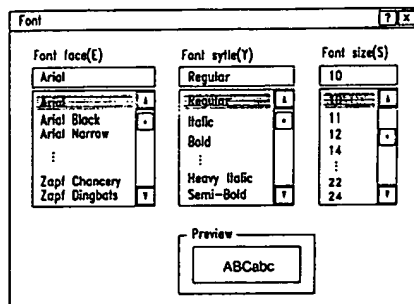 Font ? x
Font face(E) Font sytle(Y) Font size(S)
Arial Regular 10
Arial Regular 10
Arial Black Italic 11
Arial Narrow Bold 12
⋮ ⋮ 14
⋮
Zapf Chancery Heavy Italic 22
Zapf Dingbats Semi-Bold 24
Preview
ABCabc